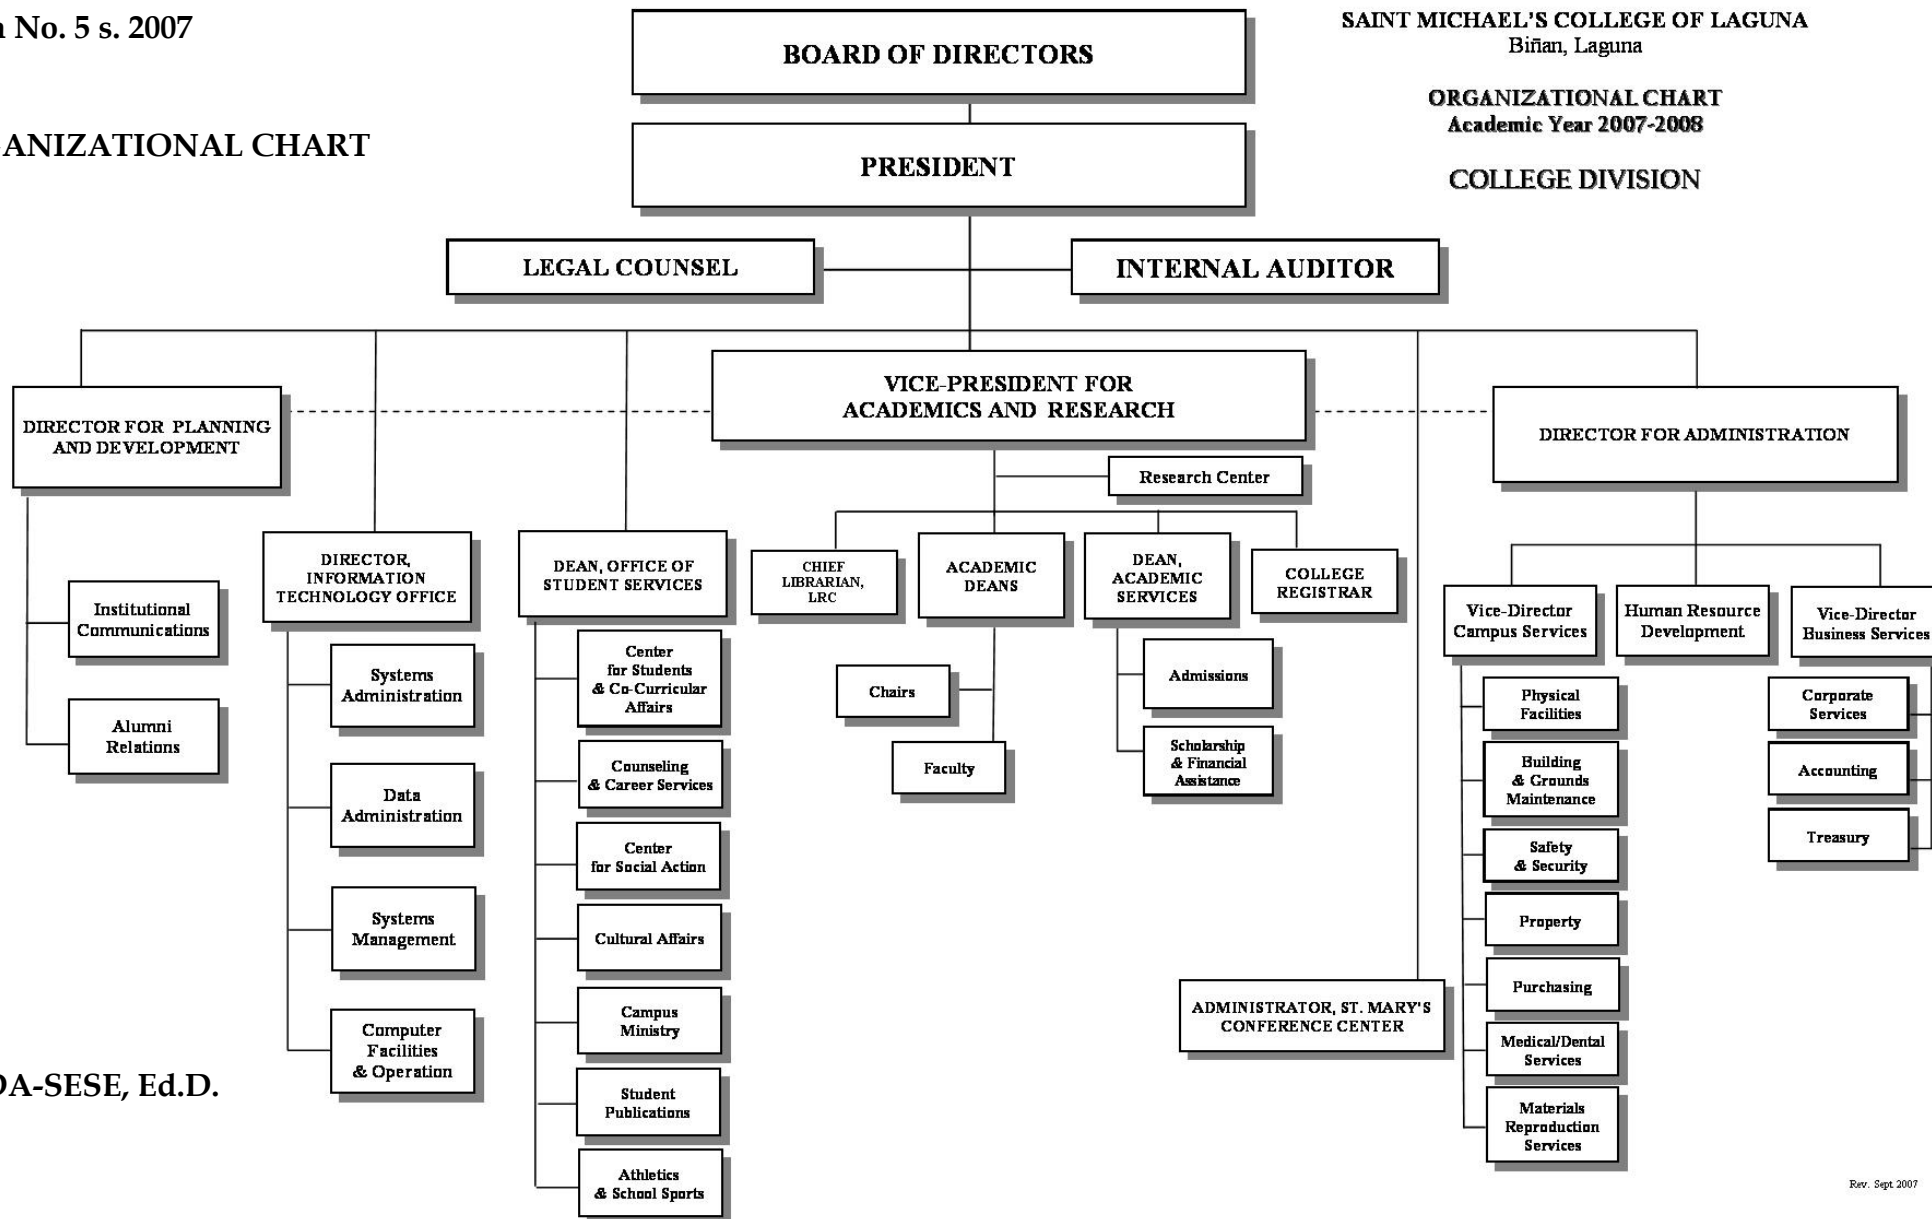 No. 5 s. 2007
ANIZATIONAL CHART
DA-SESE, Ed.D.
SAINT MICHAEL'S COLLEGE OF LAGUNA
Biñan, Laguna
ORGANIZATIONAL CHART
Academic Year 2007-2008
COLLEGE DIVISION
BOARD OF DIRECTORS
PRESIDENT
LEGAL COUNSEL
INTERNAL AUDITOR
VICE-PRESIDENT FOR
ACADEMICS AND RESEARCH
DIRECTOR FOR PLANNING
AND DEVELOPMENT
Institutional
Communications
Alumni
Relations
DIRECTOR,
INFORMATION
TECHNOLOGY OFFICE
Systems
Administration
Data
Administration
Systems
Management
Computer
Facilities
& Operation
DEAN, OFFICE OF
STUDENT SERVICES
Center
for Students
& Co-Curricular
Affairs
Counseling
& Career Services
Center
for Social Action
Cultural Affairs
Campus
Ministry
Student
Publications
Athletics
& School Sports
Research Center
CHIEF
LIBRARIAN,
LRC
ACADEMIC
DEANS
Chairs
Faculty
DEAN,
ACADEMIC
SERVICES
Admissions
Scholarship
& Financial
Assistance
COLLEGE
REGISTRAR
ADMINISTRATOR, ST. MARY'S
CONFERENCE CENTER
DIRECTOR FOR ADMINISTRATION
Vice-Director
Campus Services
Physical
Facilities
Building
& Grounds
Maintenance
Safety
& Security
Property
Purchasing
Medical/Dental
Services
Materials
Reproduction
Services
Human Resource
Development
Vice-Director
Business Services
Corporate
Services
Accounting
Treasury
Rev. Sept 2007